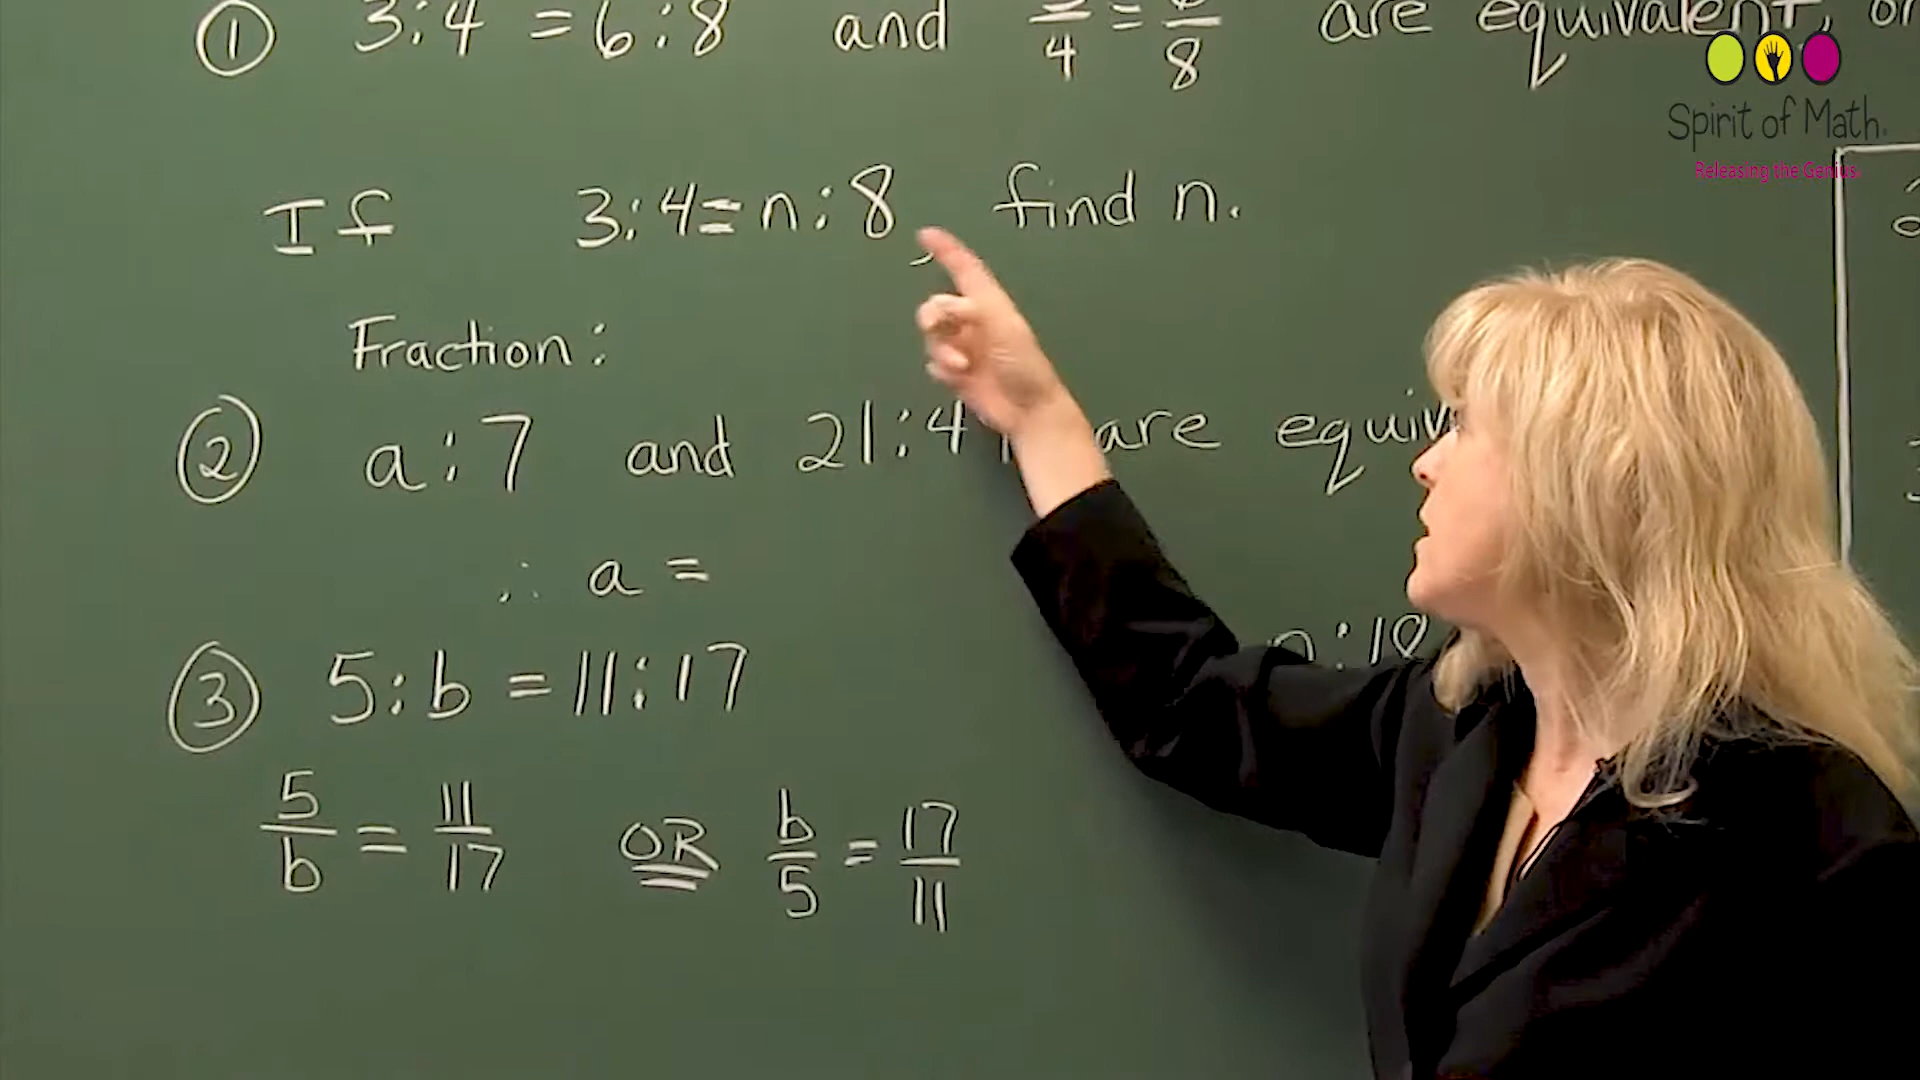 ① 3:4 = 6:8 and 3/4 = 6/8 are equivalent, or
Spirit of Math
Releasing the Genius
If 3:4 = n:8, find n.
Fraction:
② a:7 and 21:4 are equiv
∴ a =
③ 5:b = 11:17
n:18
5/b = 11/17 OR b/5 = 17/11